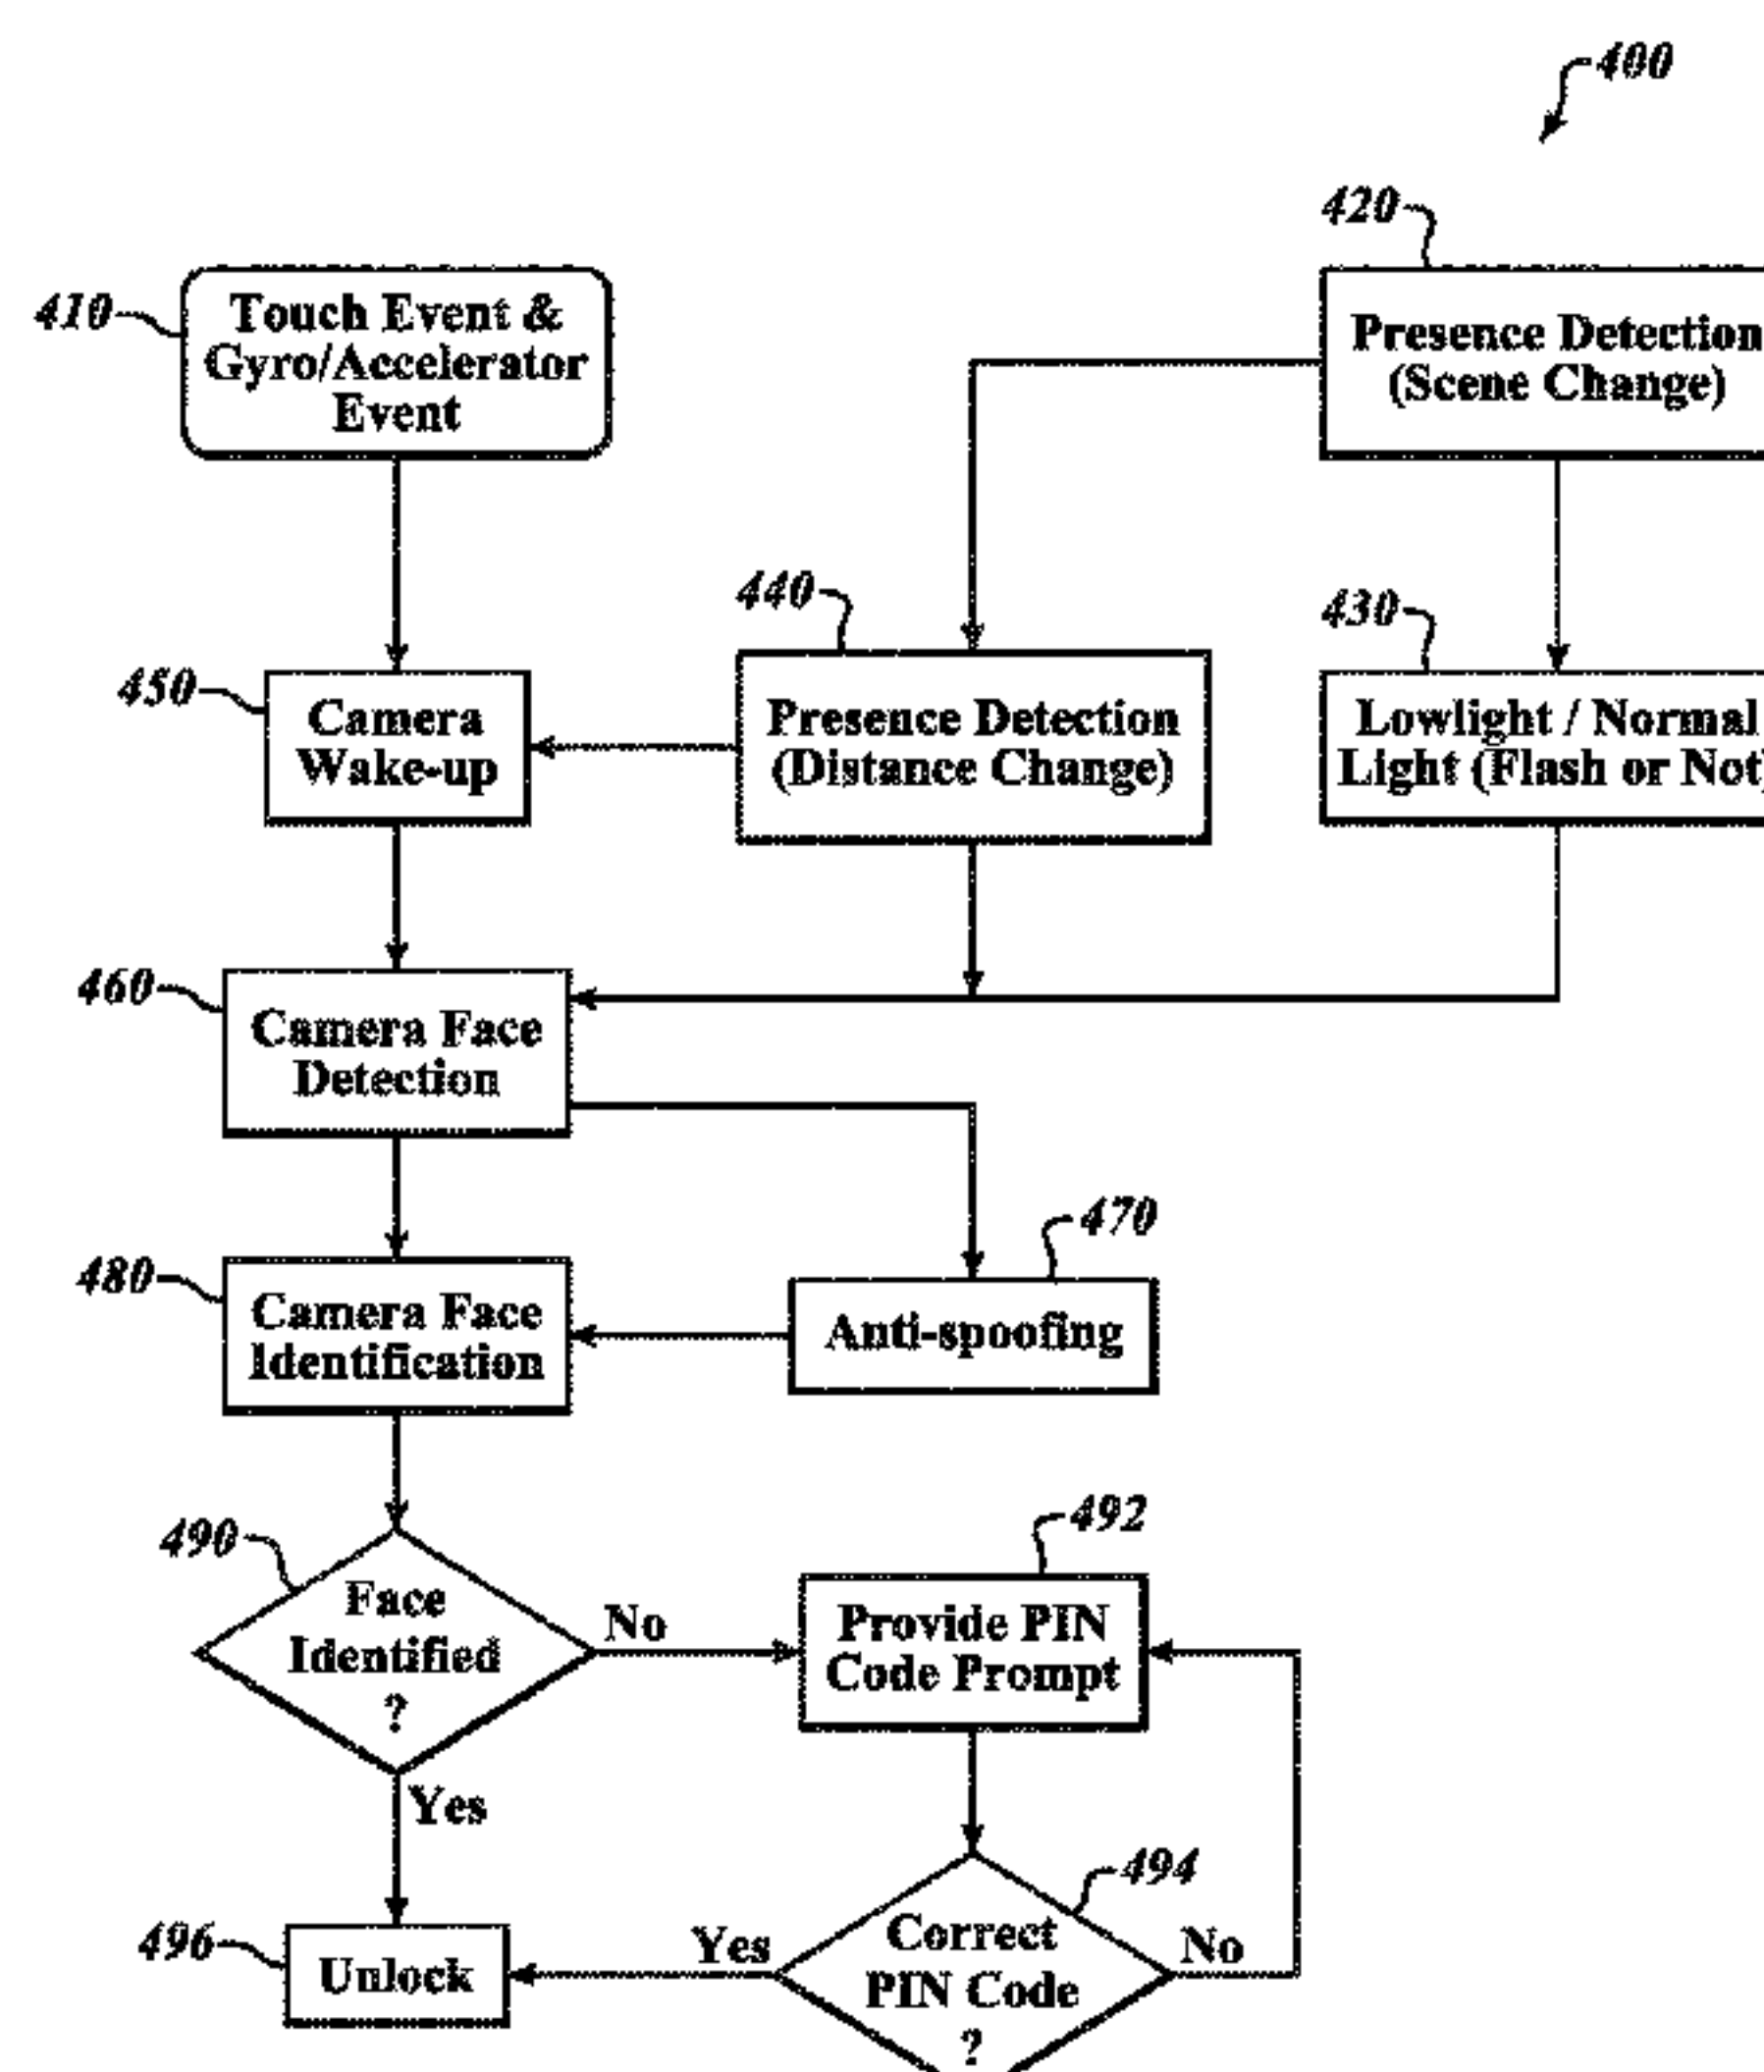 400
420
410
Touch Event &
Gyro/Accelerator
Event
Presence Detection
(Scene Change)
440
430
450
Camera
Wake-up
Presence Detection
(Distance Change)
Lowlight / Normal
Light (Flash or Not)
460
Camera Face
Detection
470
480
Camera Face
Identification
Anti-spoofing
490
492
Face
Identified
?
No
Provide PIN
Code Prompt
Yes
494
496
Unlock
Yes
Correct
PIN Code
?
No